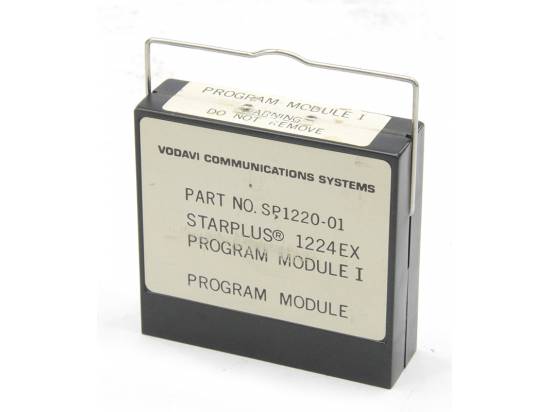 PROGRAM MODULE I
WARNING
DO NOT REMOVE
VODAVI COMMUNICATIONS SYSTEMS
PART NO. SP1220-01
STARPLUS® 1224EX
PROGRAM MODULE I
PROGRAM MODULE